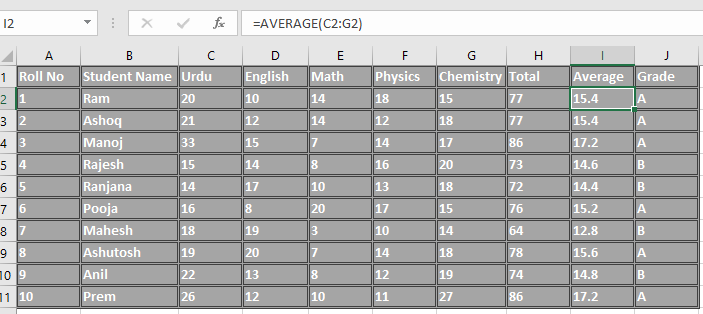 I2 fx =AVERAGE(C2:G2)
A B C D E F G H I J
1 Roll No Student Name Urdu English Math Physics Chemistry Total Average Grade
2 1 Ram 20 10 14 18 15 77 15.4 A
3 2 Ashoq 21 12 14 12 18 77 15.4 A
4 3 Manoj 33 15 7 14 17 86 17.2 A
5 4 Rajesh 15 14 8 16 20 73 14.6 B
6 5 Ranjana 14 17 10 13 18 72 14.4 B
7 6 Pooja 16 8 20 17 15 76 15.2 A
8 7 Mahesh 18 19 3 10 14 64 12.8 B
9 8 Ashutosh 19 20 7 14 18 78 15.6 A
10 9 Anil 22 13 8 12 19 74 14.8 B
11 10 Prem 26 12 10 11 27 86 17.2 A